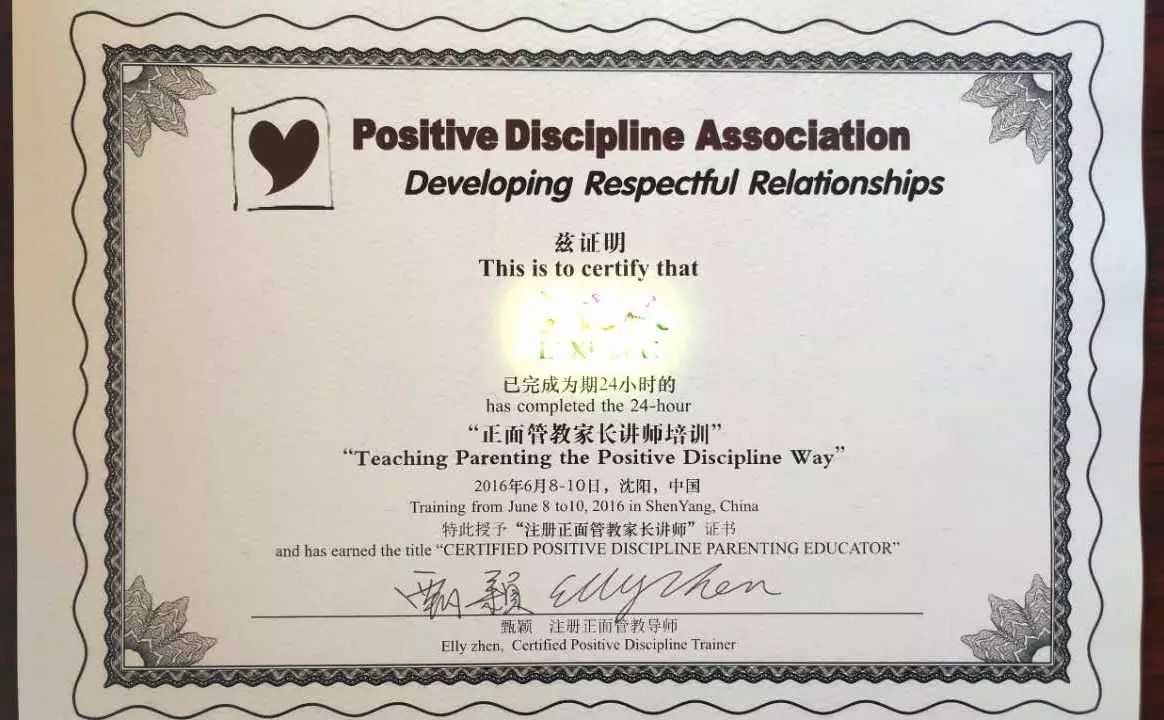 Positive Discipline Association
Developing Respectful Relationships
兹证明
This is to certify that
已完成为期24小时的
has completed the 24-hour
“正面管教家长讲师培训”
“Teaching Parenting the Positive Discipline Way”
2016年6月8-10日，沈阳，中国
Training from June 8 to10, 2016 in ShenYang, China
特此授予“注册正面管教家长讲师”证书
and has earned the title “CERTIFIED POSITIVE DISCIPLINE PARENTING EDUCATOR”
甄颖 Elly Zhen
甄颖 注册正面管教导师
Elly zhen, Certified Positive Discipline Trainer